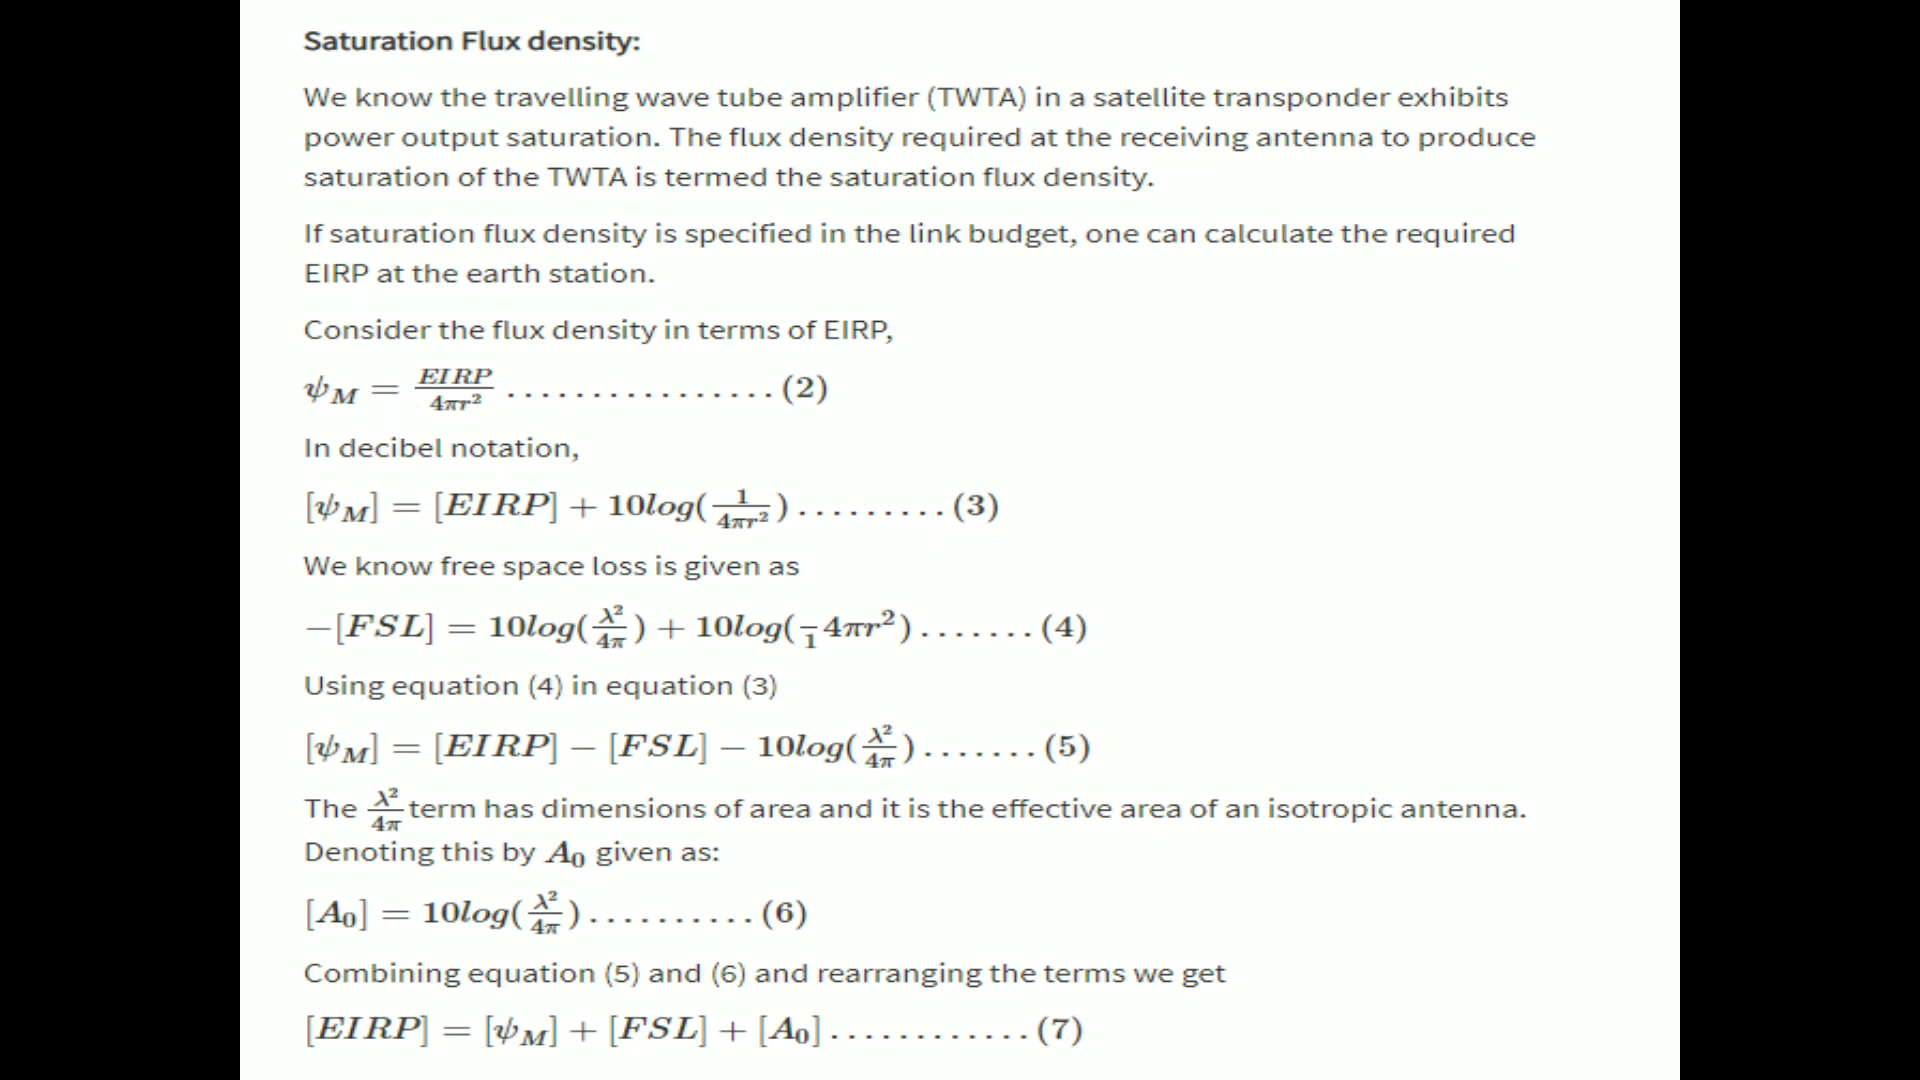 Saturation Flux density:
We know the travelling wave tube amplifier (TWTA) in a satellite transponder exhibits
power output saturation. The flux density required at the receiving antenna to produce
saturation of the TWTA is termed the saturation flux density.
If saturation flux density is specified in the link budget, one can calculate the required
EIRP at the earth station.
Consider the flux density in terms of EIRP,
ψ_M = EIRP/4πr² ................(2)
In decibel notation,
[ψ_M] = [EIRP] + 10log(1/4πr²).........(3)
We know free space loss is given as
−[FSL] = 10log(λ²/4π) + 10log(−/1 4πr²).......(4)
Using equation (4) in equation (3)
[ψ_M] = [EIRP] − [FSL] − 10log(λ²/4π).......(5)
The λ²/4π term has dimensions of area and it is the effective area of an isotropic antenna.
Denoting this by A₀ given as:
[A₀] = 10log(λ²/4π)..........(6)
Combining equation (5) and (6) and rearranging the terms we get
[EIRP] = [ψ_M] + [FSL] + [A₀]............(7)